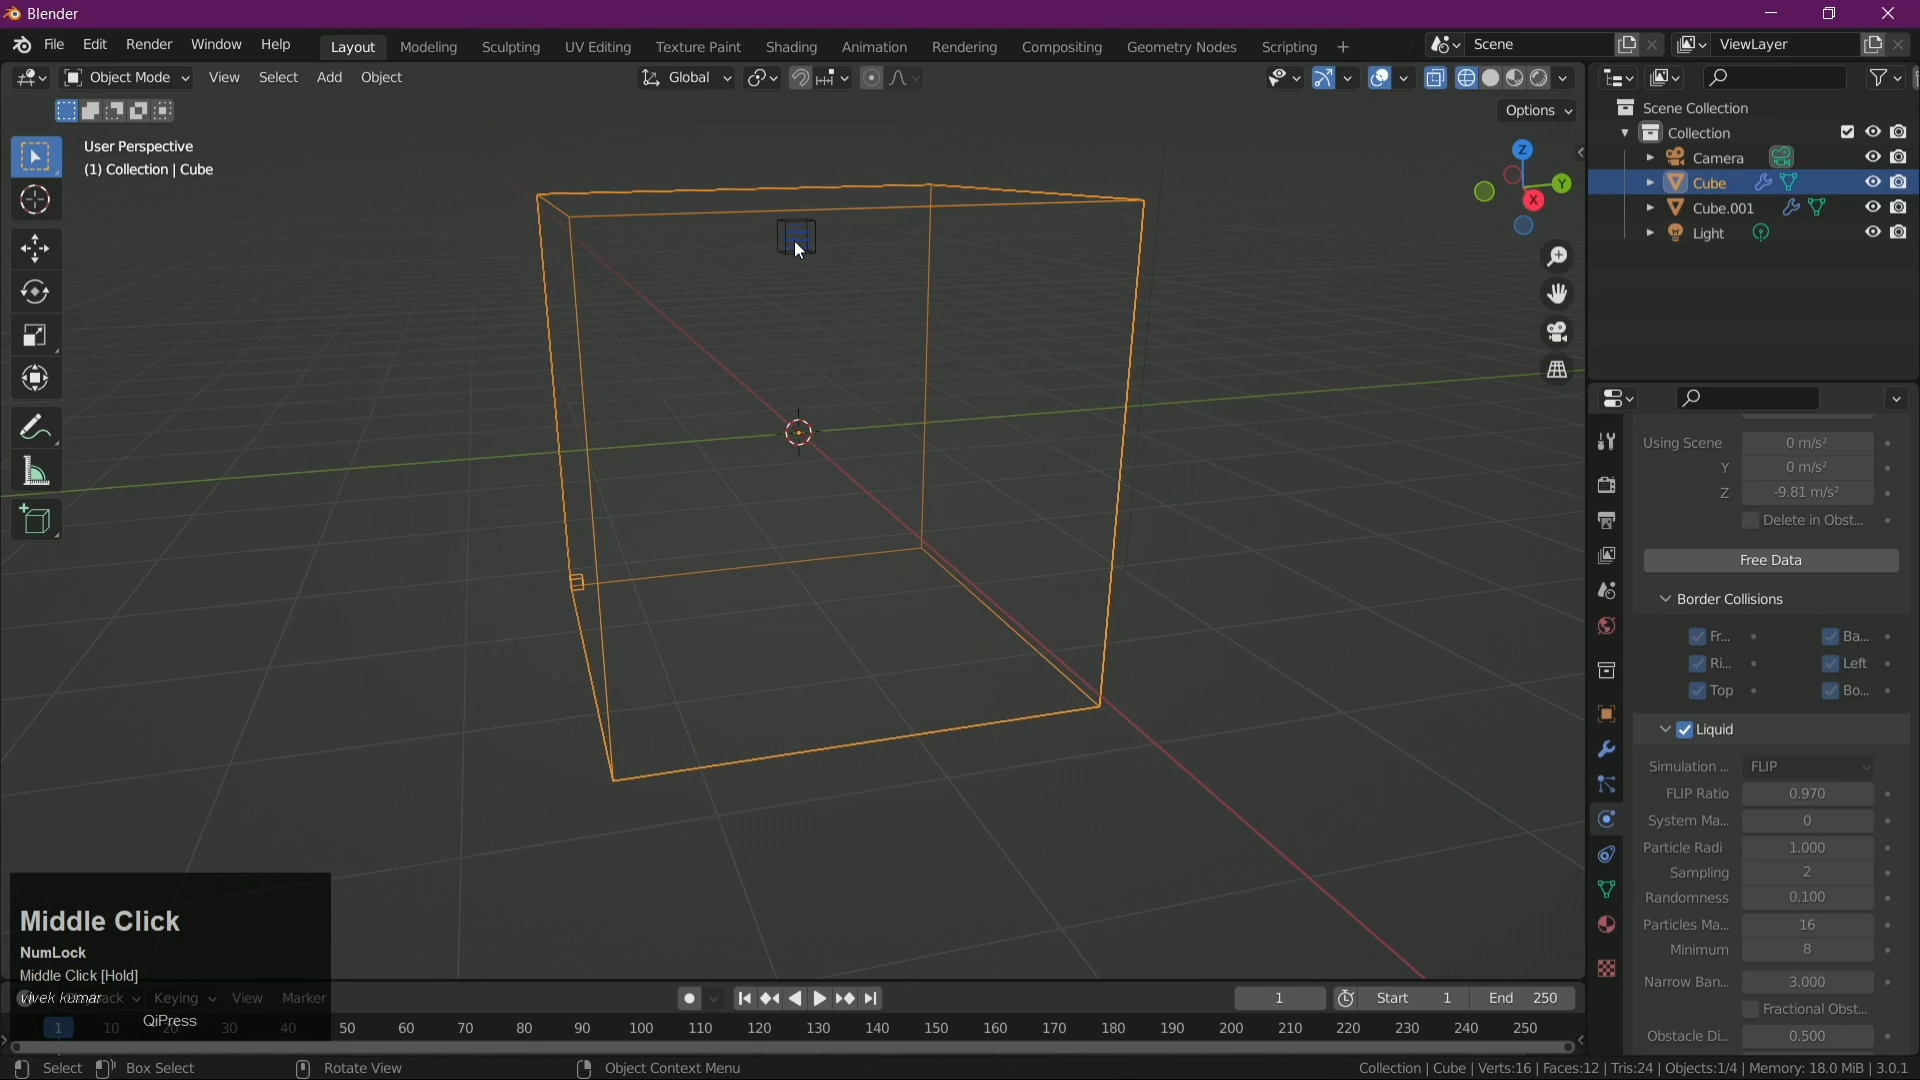 Blender
File Edit Render Window Help Layout Modeling Sculpting UV Editing Texture Paint Shading Animation Rendering Compositing Geometry Nodes Scripting + Scene ViewLayer
Object Mode View Select Add Object Global
Options
User Perspective
(1) Collection | Cube
Z
Y
X
Scene Collection
Collection
Camera
Cube
Cube.001
Light
Using Scene 0 m/s²
Y 0 m/s²
Z -9.81 m/s²
Delete in Obst...
Free Data
Border Collisions
Fr... Ba...
Ri... Left
Top Bo...
Liquid
Simulation ... FLIP
FLIP Ratio 0.970
System Ma... 0
Particle Radi 1.000
Sampling 2
Randomness 0.100
Particles Ma... 16
Minimum 8
Narrow Ban... 3.000
Fractional Obst...
Obstacle Di... 0.500
Middle Click
NumLock
Middle Click [Hold]
vivek kumar
QiPress
Keying View Marker 1 Start 1 End 250
1 10 20 30 40 50 60 70 80 90 100 110 120 130 140 150 160 170 180 190 200 210 220 230 240 250
Select Box Select Rotate View Object Context Menu Collection | Cube | Verts:16 | Faces:12 | Tris:24 | Objects:1/4 | Memory: 18.0 MiB | 3.0.1